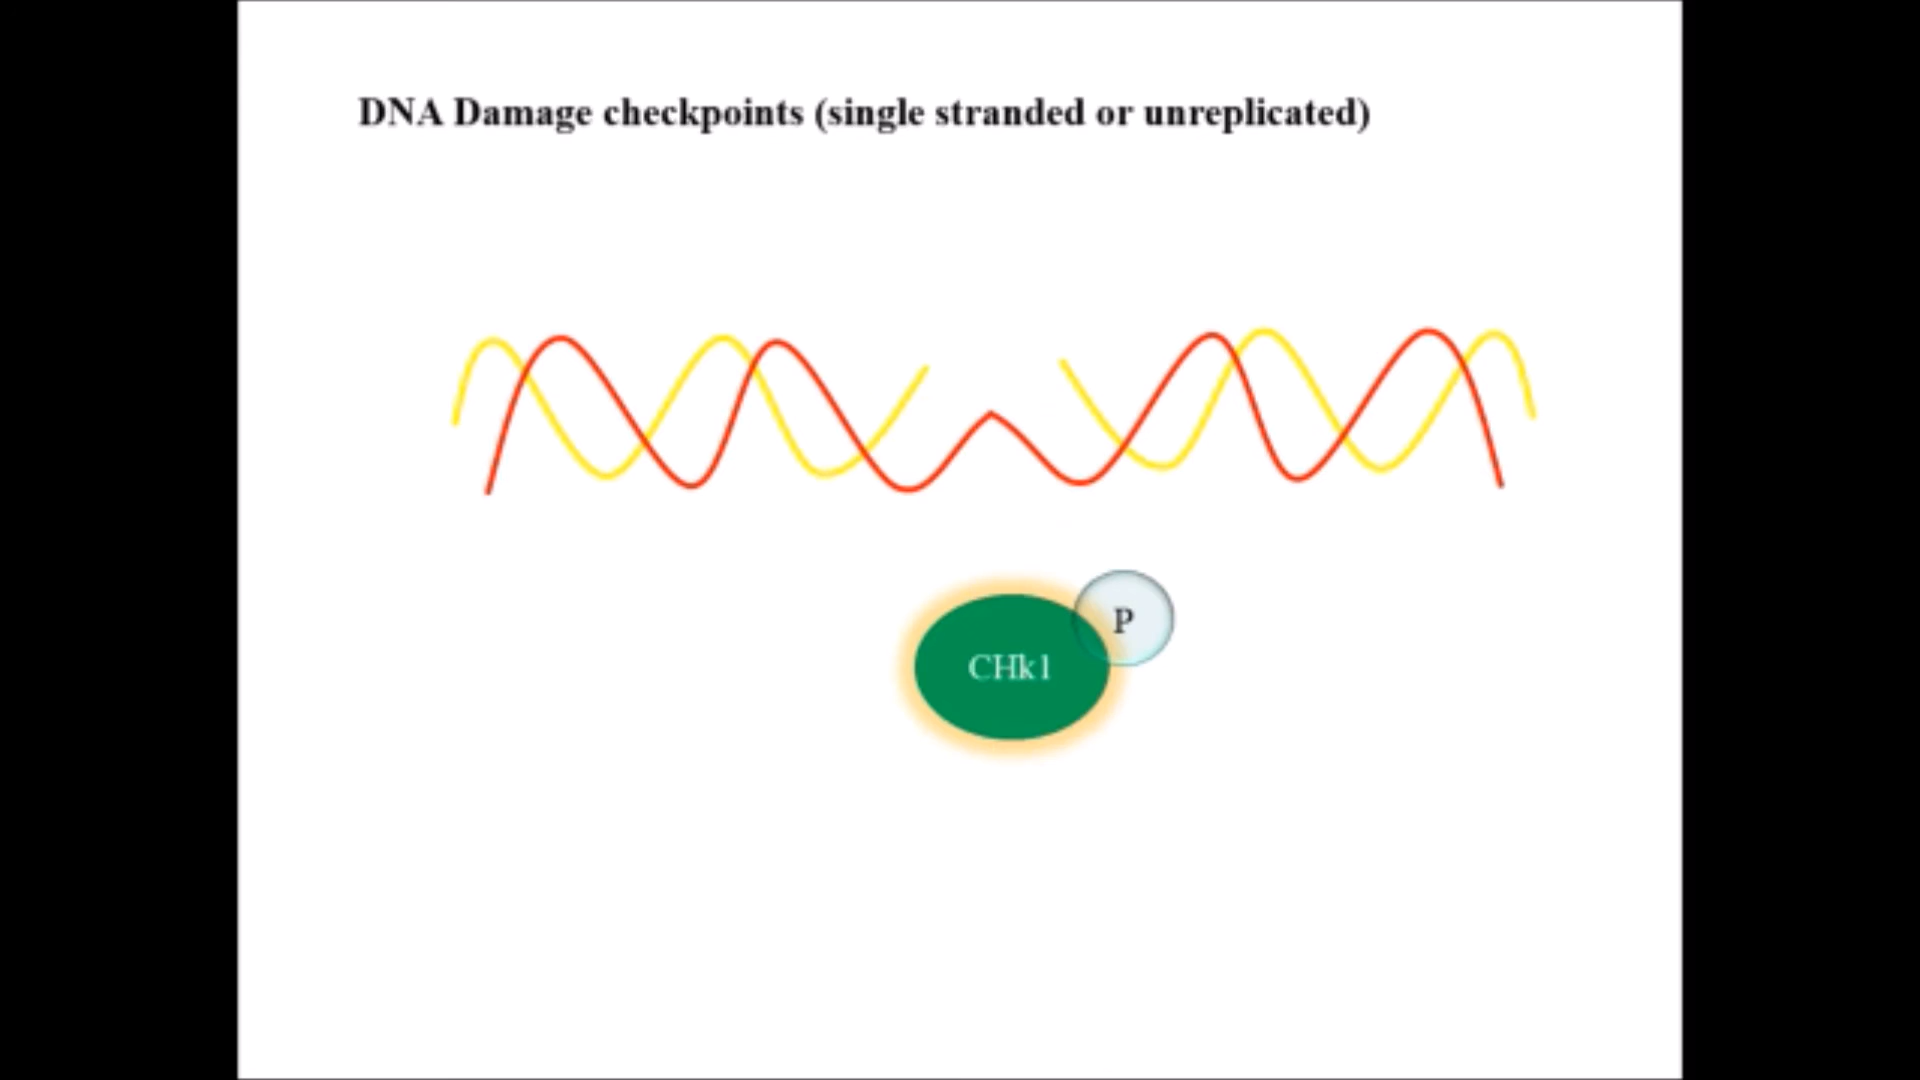 DNA Damage checkpoints (single stranded or unreplicated)
P
CHk1